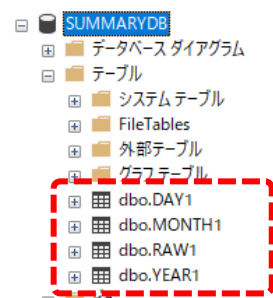 SUMMARYDB
データベース ダイアグラム
テーブル
システム テーブル
FileTables
外部テーブル
グラフ テーブル
dbo.DAY1
dbo.MONTH1
dbo.RAW1
dbo.YEAR1